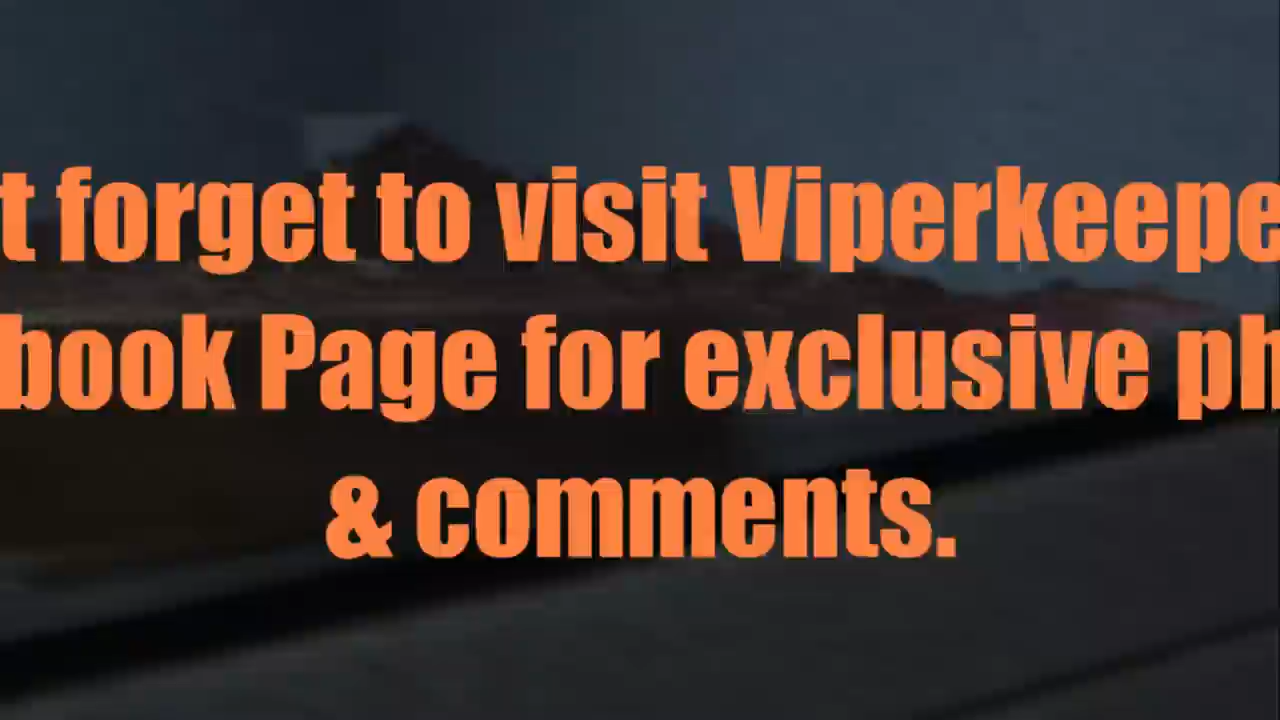 t forget to visit Viperkeepe
book Page for exclusive ph
& comments.